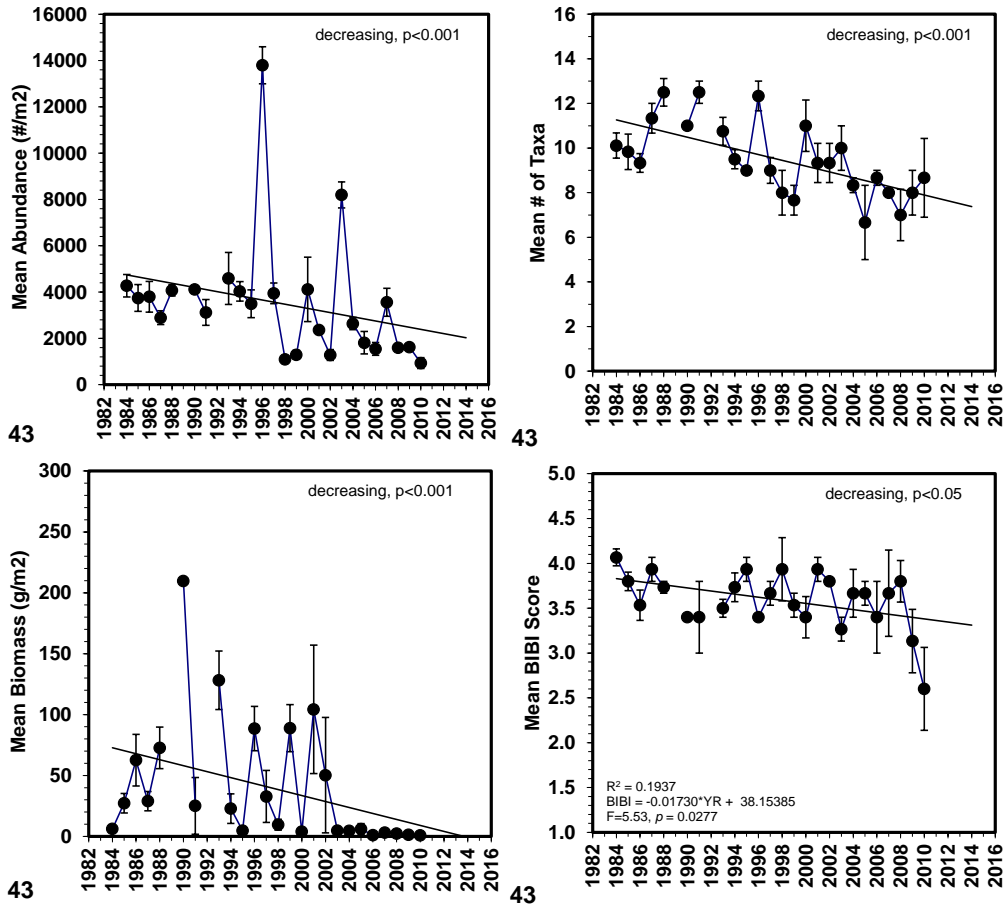 decreasing, p<0.001
Mean Abundance (#/m2)
16000
14000
12000
10000
8000
6000
4000
2000
0
1982 1984 1986 1988 1990 1992 1994 1996 1998 2000 2002 2004 2006 2008 2010 2012 2014 2016
43
decreasing, p<0.001
Mean # of Taxa
16
14
12
10
8
6
4
2
0
1982 1984 1986 1988 1990 1992 1994 1996 1998 2000 2002 2004 2006 2008 2010 2012 2014 2016
43
decreasing, p<0.001
Mean Biomass (g/m2)
300
250
200
150
100
50
0
1982 1984 1986 1988 1990 1992 1994 1996 1998 2000 2002 2004 2006 2008 2010 2012 2014 2016
43
decreasing, p<0.05
Mean BIBI Score
5.0
4.5
4.0
3.5
3.0
2.5
2.0
1.5
1.0
R² = 0.1937
BIBI = -0.01730*YR + 38.15385
F=5.53, p = 0.0277
1982 1984 1986 1988 1990 1992 1994 1996 1998 2000 2002 2004 2006 2008 2010 2012 2014 2016
43